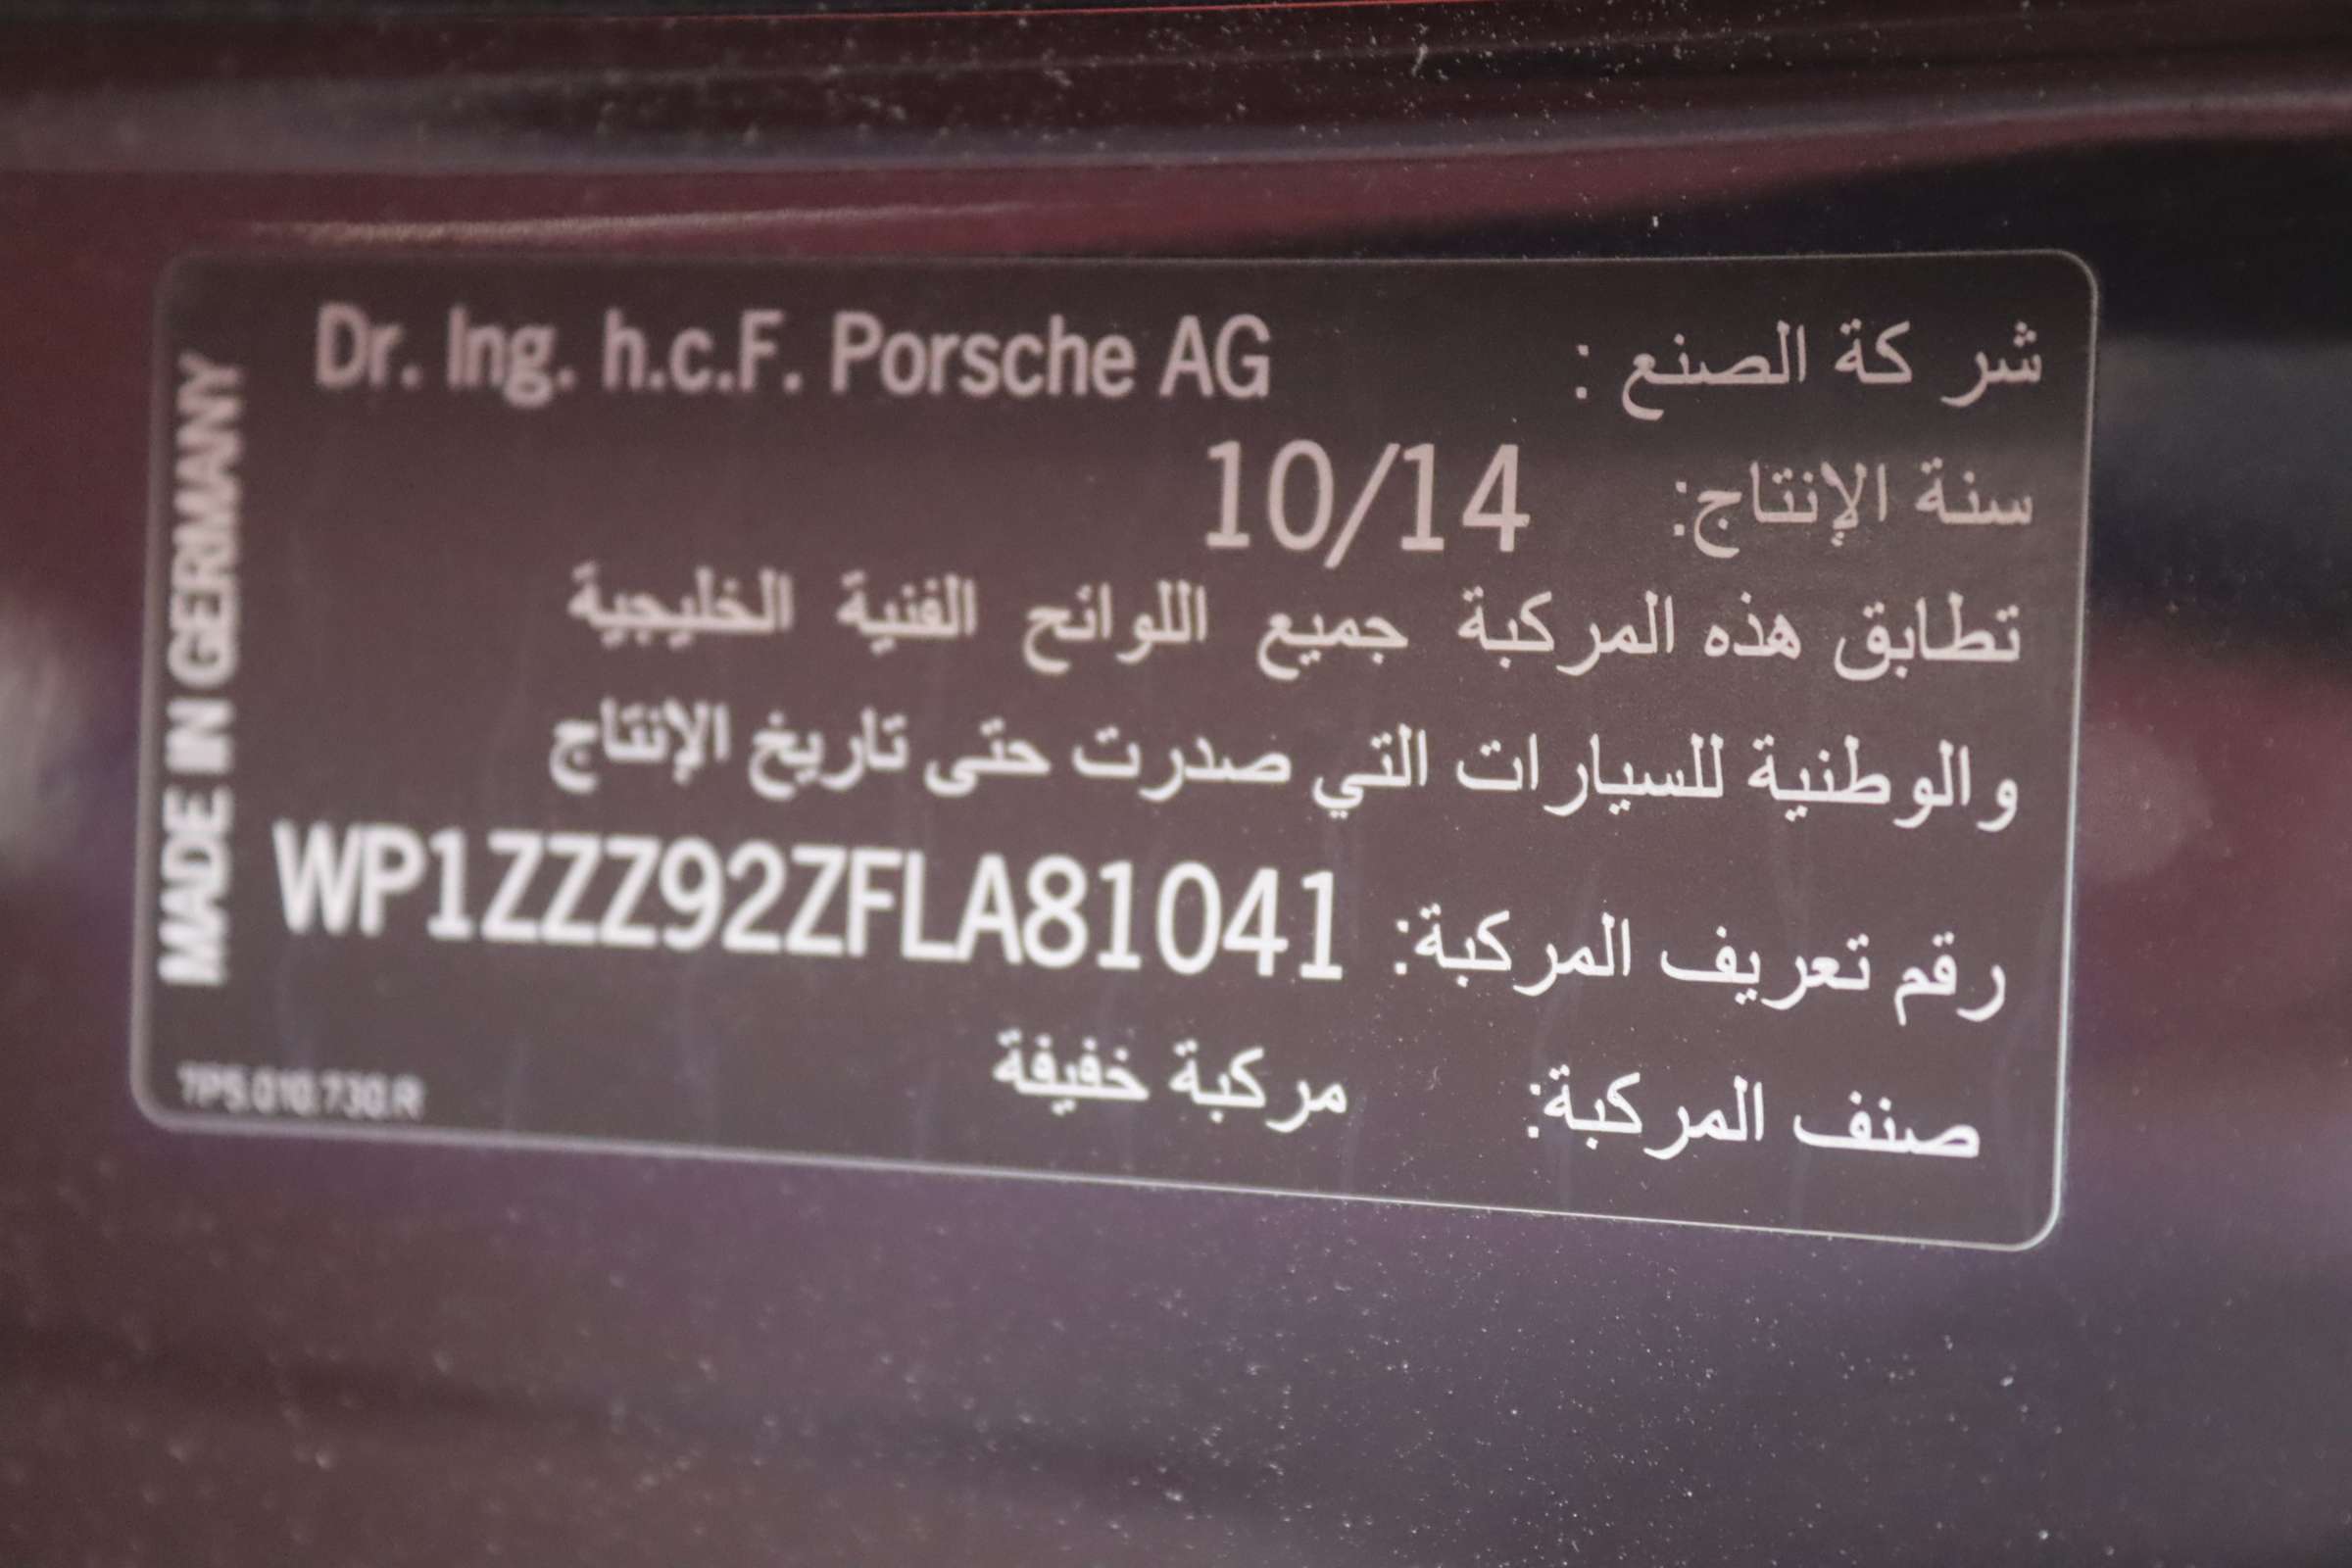 شركة الصنع : Dr. Ing. h.c.F. Porsche AG
سنة الإنتاج: 10/14
تطابق هذه المركبة جميع اللوائح الفنية الخليجية
والوطنية للسيارات التي صدرت حتى تاريخ الإنتاج
رقم تعريف المركبة: WP1ZZZ92ZFLA81041
صنف المركبة: مركبة خفيفة
MADE IN GERMANY
7P5.010.730.R